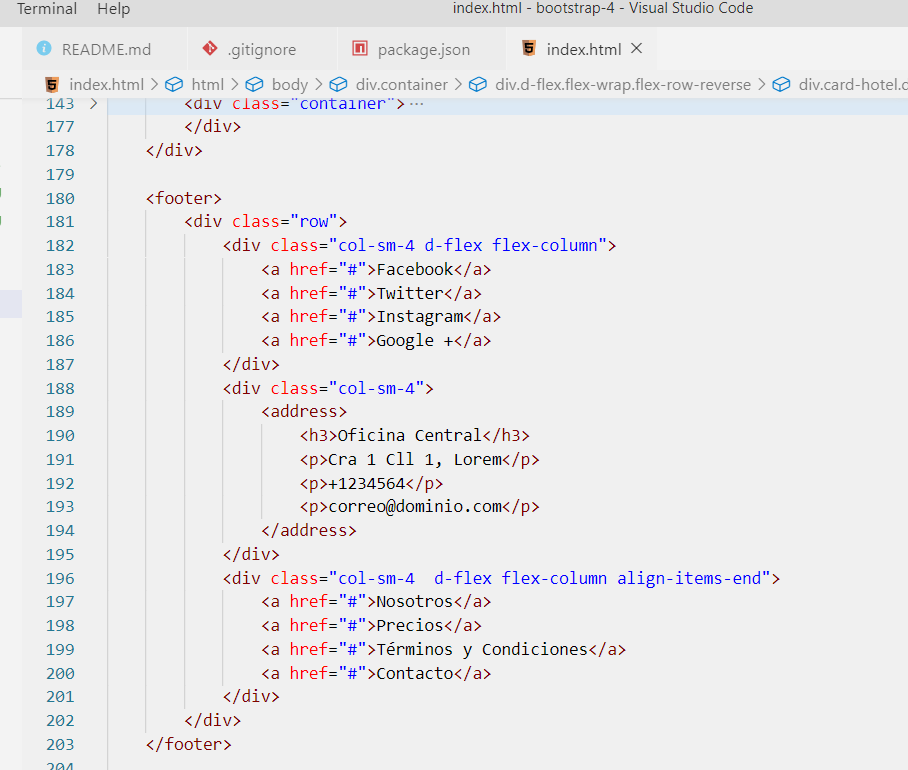 Terminal Help index.html - bootstrap-4 - Visual Studio Code
README.md .gitignore package.json index.html ×
index.html > html > body > div.container > div.d-flex.flex-wrap.flex-row-reverse > div.card-hotel.d
143 > <div class="container"> ···
177 </div>
178 </div>
179
180 <footer>
181 <div class="row">
182 <div class="col-sm-4 d-flex flex-column">
183 <a href="#">Facebook</a>
184 <a href="#">Twitter</a>
185 <a href="#">Instagram</a>
186 <a href="#">Google +</a>
187 </div>
188 <div class="col-sm-4">
189 <address>
190 <h3>Oficina Central</h3>
191 <p>Cra 1 Cll 1, Lorem</p>
192 <p>+1234564</p>
193 <p>correo@dominio.com</p>
194 </address>
195 </div>
196 <div class="col-sm-4  d-flex flex-column align-items-end">
197 <a href="#">Nosotros</a>
198 <a href="#">Precios</a>
199 <a href="#">Términos y Condiciones</a>
200 <a href="#">Contacto</a>
201 </div>
202 </div>
203 </footer>
204